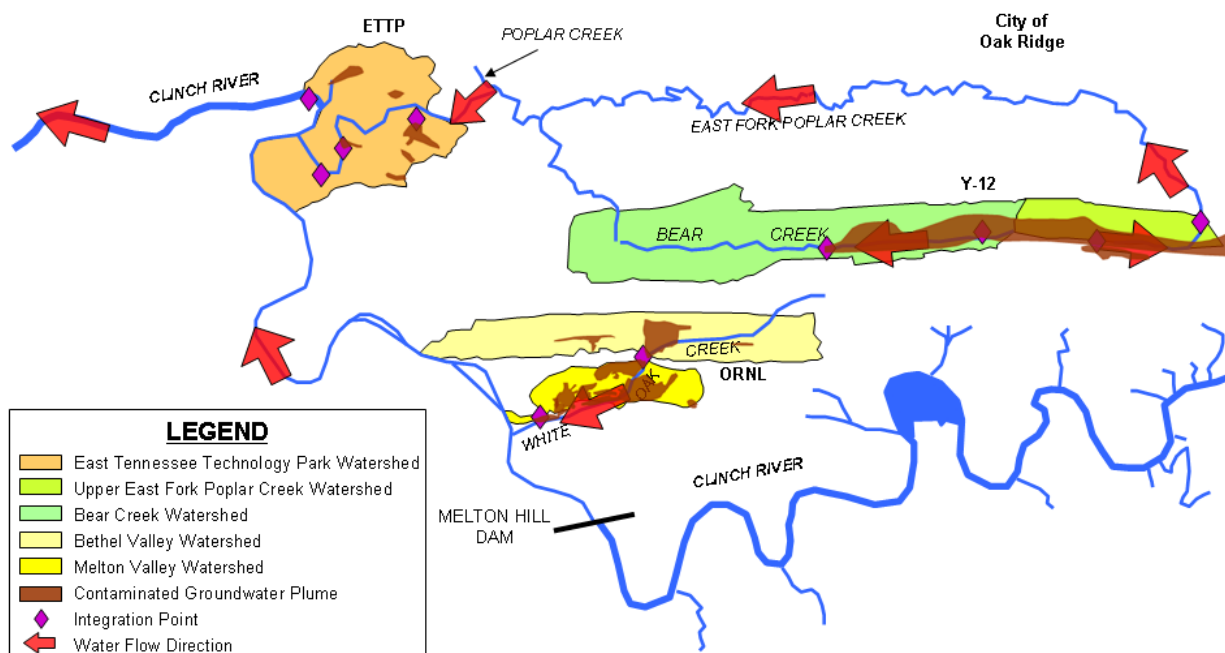 ETTP
POPLAR CREEK
City of
Oak Ridge
CLINCH RIVER
EAST FORK POPLAR CREEK
Y-12
BEAR CREEK
CREEK
ORNL
OAK
WHITE
CLINCH RIVER
MELTON HILL
DAM
LEGEND
East Tennessee Technology Park Watershed
Upper East Fork Poplar Creek Watershed
Bear Creek Watershed
Bethel Valley Watershed
Melton Valley Watershed
Contaminated Groundwater Plume
Integration Point
Water Flow Direction